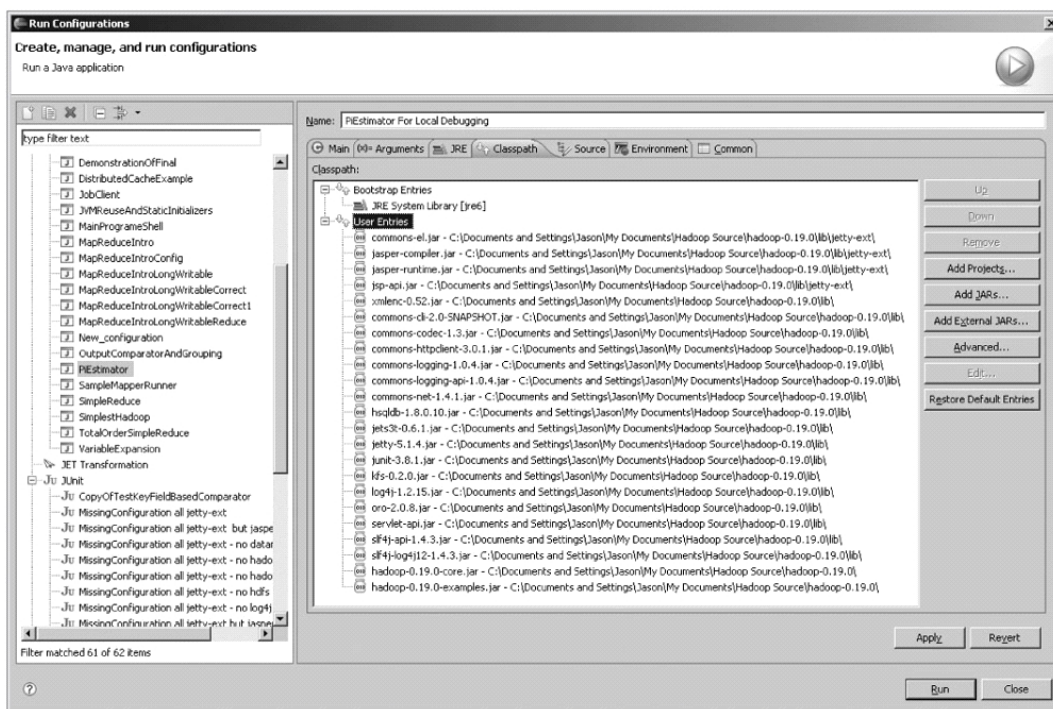 Run Configurations
Create, manage, and run configurations
Run a Java application
type filter text
DemonstrationOfFinal
DistributedCacheExample
JobClient
JVMReuseAndStaticInitializers
MainProgrameShell
MapReduceIntro
MapReduceIntroConfig
MapReduceIntroLongWritable
MapReduceIntroLongWritableCorrect
MapReduceIntroLongWritableCorrect1
MapReduceIntroLongWritableReduce
New_configuration
OutputComparatorAndGrouping
PiEstimator
SampleMapperRunner
SimpleReduce
SimplestHadoop
TotalOrderSimpleReduce
VariableExpansion
JET Transformation
JUnit
CopyOfTestKeyFieldBasedComparator
MissingConfiguration all jetty-ext
MissingConfiguration all jetty-ext but jaspe
MissingConfiguration all jetty-ext - no datan
MissingConfiguration all jetty-ext - no hado
MissingConfiguration all jetty-ext - no hado
MissingConfiguration all jetty-ext - no hdfs
MissingConfiguration all jetty-ext - no log4j
MissingConfiguration all jetty-ext but jaspe
Filter matched 61 of 62 items
Name: PiEstimator For Local Debugging
Main (x)= Arguments JRE Classpath Source Environment Common
Classpath:
Bootstrap Entries
JRE System Library [jre6]
User Entries
commons-el.jar - C:\Documents and Settings\Jason\My Documents\Hadoop Source\hadoop-0.19.0\lib\jetty-ext\
jasper-compiler.jar - C:\Documents and Settings\Jason\My Documents\Hadoop Source\hadoop-0.19.0\lib\jetty-ext\
jasper-runtime.jar - C:\Documents and Settings\Jason\My Documents\Hadoop Source\hadoop-0.19.0\lib\jetty-ext\
jsp-api.jar - C:\Documents and Settings\Jason\My Documents\Hadoop Source\hadoop-0.19.0\lib\jetty-ext\
xmlenc-0.52.jar - C:\Documents and Settings\Jason\My Documents\Hadoop Source\hadoop-0.19.0\lib\
commons-cli-2.0-SNAPSHOT.jar - C:\Documents and Settings\Jason\My Documents\Hadoop Source\hadoop-0.19.0\lib\
commons-codec-1.3.jar - C:\Documents and Settings\Jason\My Documents\Hadoop Source\hadoop-0.19.0\lib\
commons-httpclient-3.0.1.jar - C:\Documents and Settings\Jason\My Documents\Hadoop Source\hadoop-0.19.0\lib\
commons-logging-1.0.4.jar - C:\Documents and Settings\Jason\My Documents\Hadoop Source\hadoop-0.19.0\lib\
commons-logging-api-1.0.4.jar - C:\Documents and Settings\Jason\My Documents\Hadoop Source\hadoop-0.19.0\lib\
commons-net-1.4.1.jar - C:\Documents and Settings\Jason\My Documents\Hadoop Source\hadoop-0.19.0\lib\
hsqldb-1.8.0.10.jar - C:\Documents and Settings\Jason\My Documents\Hadoop Source\hadoop-0.19.0\lib\
jets3t-0.6.1.jar - C:\Documents and Settings\Jason\My Documents\Hadoop Source\hadoop-0.19.0\lib\
jetty-5.1.4.jar - C:\Documents and Settings\Jason\My Documents\Hadoop Source\hadoop-0.19.0\lib\
junit-3.8.1.jar - C:\Documents and Settings\Jason\My Documents\Hadoop Source\hadoop-0.19.0\lib\
kfs-0.2.0.jar - C:\Documents and Settings\Jason\My Documents\Hadoop Source\hadoop-0.19.0\lib\
log4j-1.2.15.jar - C:\Documents and Settings\Jason\My Documents\Hadoop Source\hadoop-0.19.0\lib\
oro-2.0.8.jar - C:\Documents and Settings\Jason\My Documents\Hadoop Source\hadoop-0.19.0\lib\
servlet-api.jar - C:\Documents and Settings\Jason\My Documents\Hadoop Source\hadoop-0.19.0\lib\
slf4j-api-1.4.3.jar - C:\Documents and Settings\Jason\My Documents\Hadoop Source\hadoop-0.19.0\lib\
slf4j-log4j12-1.4.3.jar - C:\Documents and Settings\Jason\My Documents\Hadoop Source\hadoop-0.19.0\lib\
hadoop-0.19.0-core.jar - C:\Documents and Settings\Jason\My Documents\Hadoop Source\hadoop-0.19.0\
hadoop-0.19.0-examples.jar - C:\Documents and Settings\Jason\My Documents\Hadoop Source\hadoop-0.19.0\
Up
Down
Remove
Add Projects...
Add JARs...
Add External JARs...
Advanced...
Edit...
Restore Default Entries
Apply Revert
Run Close